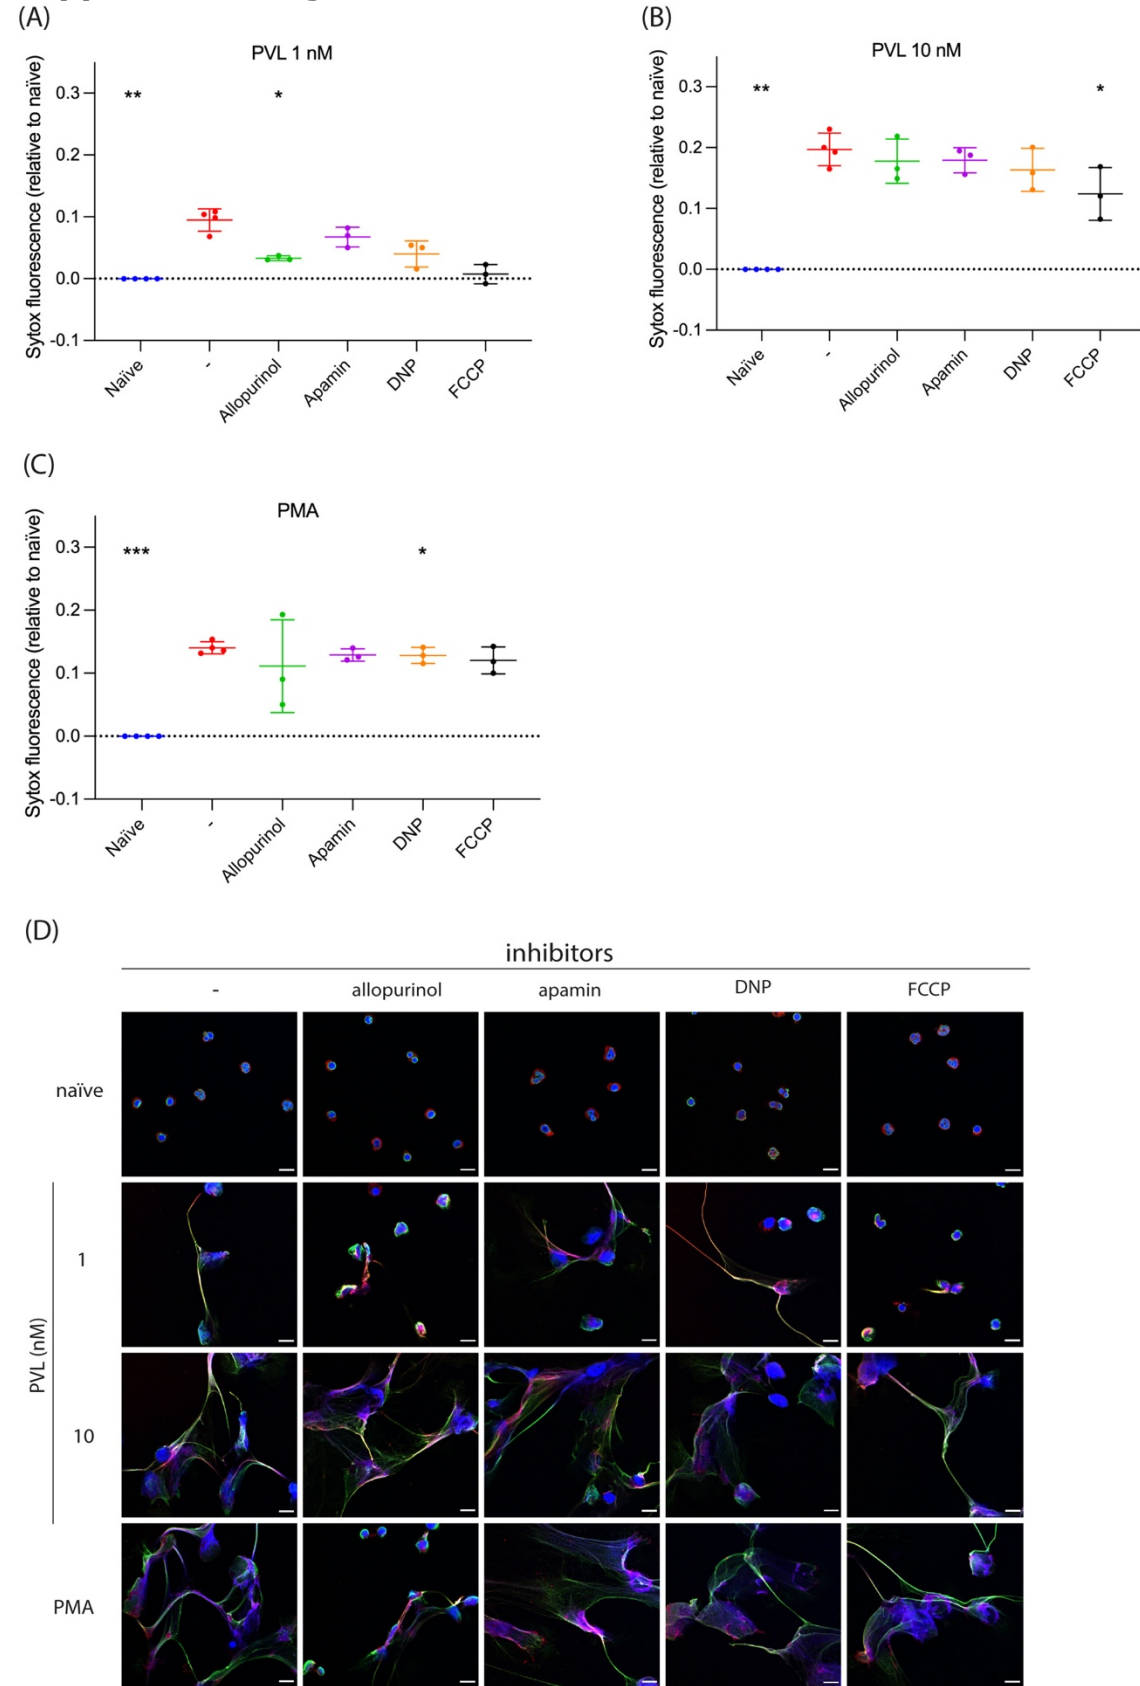 (A)
PVL 1 nM
Sytox fluorescence (relative to naïve)
0.3
0.2
0.1
0.0
-0.1
** *
Naïve - Allopurinol Apamin DNP FCCP
(B)
PVL 10 nM
Sytox fluorescence (relative to naïve)
0.3
0.2
0.1
0.0
-0.1
** *
Naïve - Allopurinol Apamin DNP FCCP
(C)
PMA
Sytox fluorescence (relative to naïve)
0.3
0.2
0.1
0.0
-0.1
*** *
Naïve - Allopurinol Apamin DNP FCCP
(D)
inhibitors
- allopurinol apamin DNP FCCP
naïve
PVL (nM)
1
10
PMA